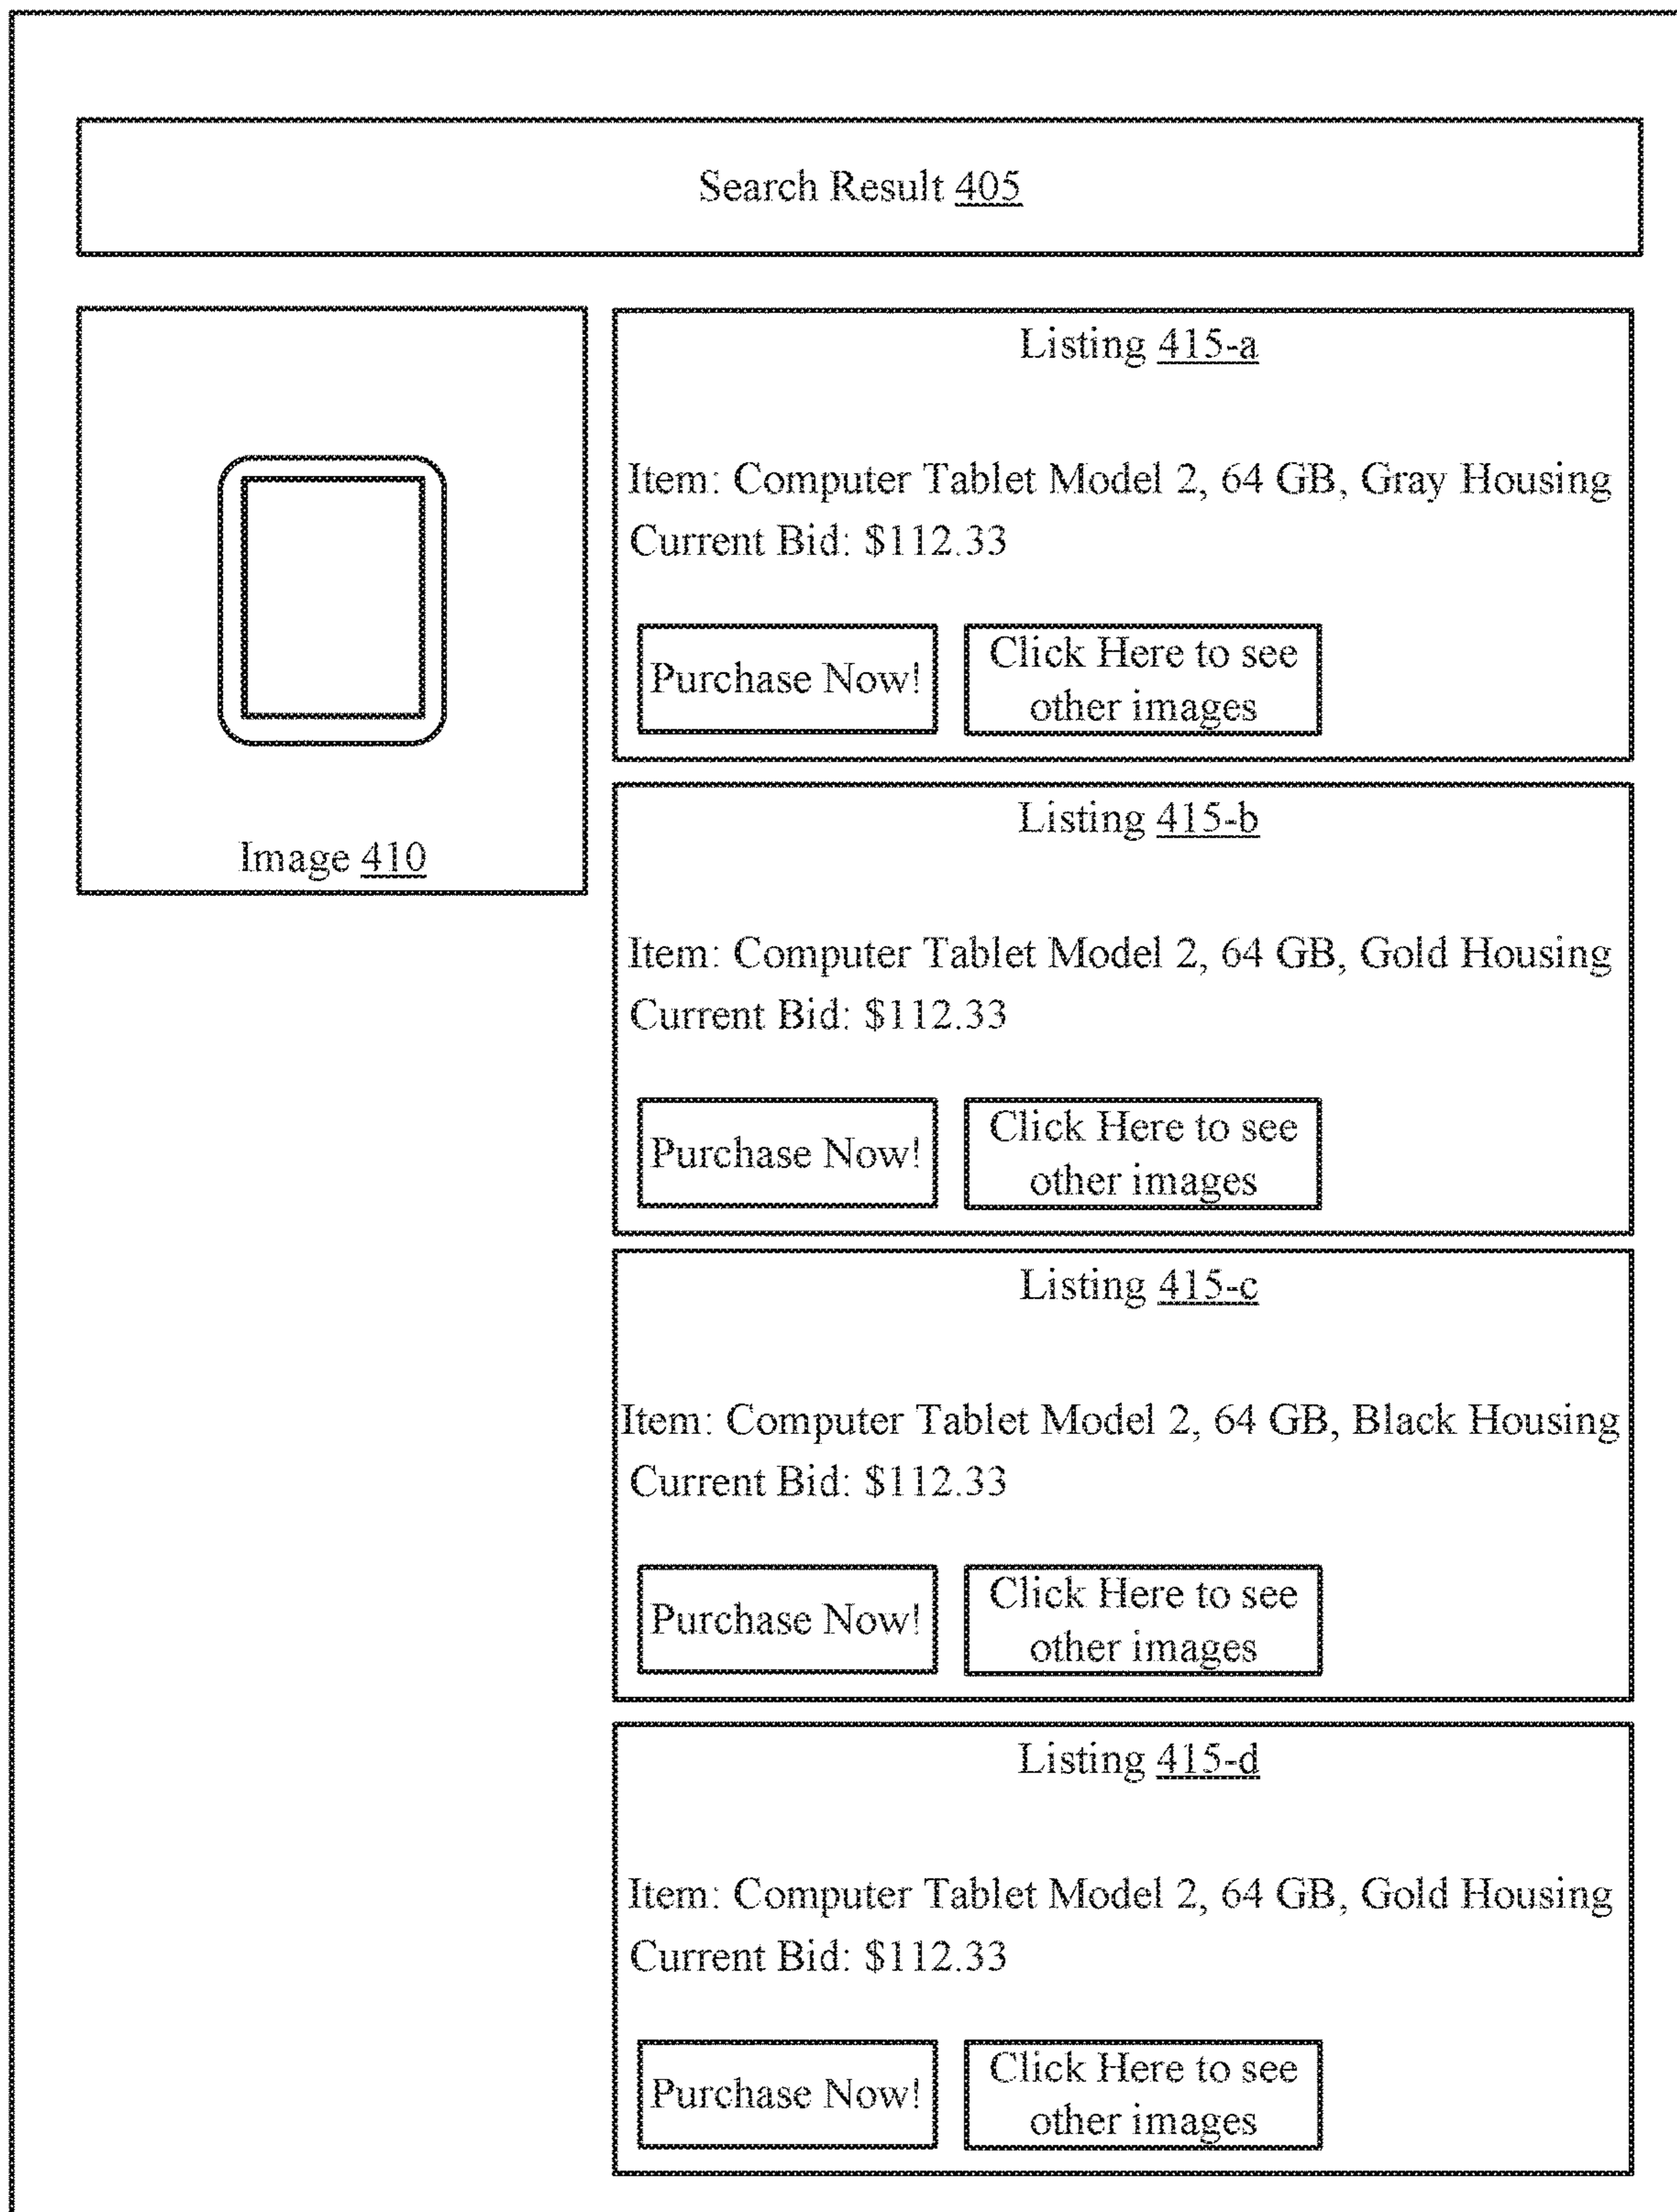 Search Result 405
Image 410
Listing 415-a
Item: Computer Tablet Model 2, 64 GB, Gray Housing
Current Bid: $112.33
Purchase Now!
Click Here to see
other images
Listing 415-b
Item: Computer Tablet Model 2, 64 GB, Gold Housing
Current Bid: $112.33
Purchase Now!
Click Here to see
other images
Listing 415-c
Item: Computer Tablet Model 2, 64 GB, Black Housing
Current Bid: $112.33
Purchase Now!
Click Here to see
other images
Listing 415-d
Item: Computer Tablet Model 2, 64 GB, Gold Housing
Current Bid: $112.33
Purchase Now!
Click Here to see
other images